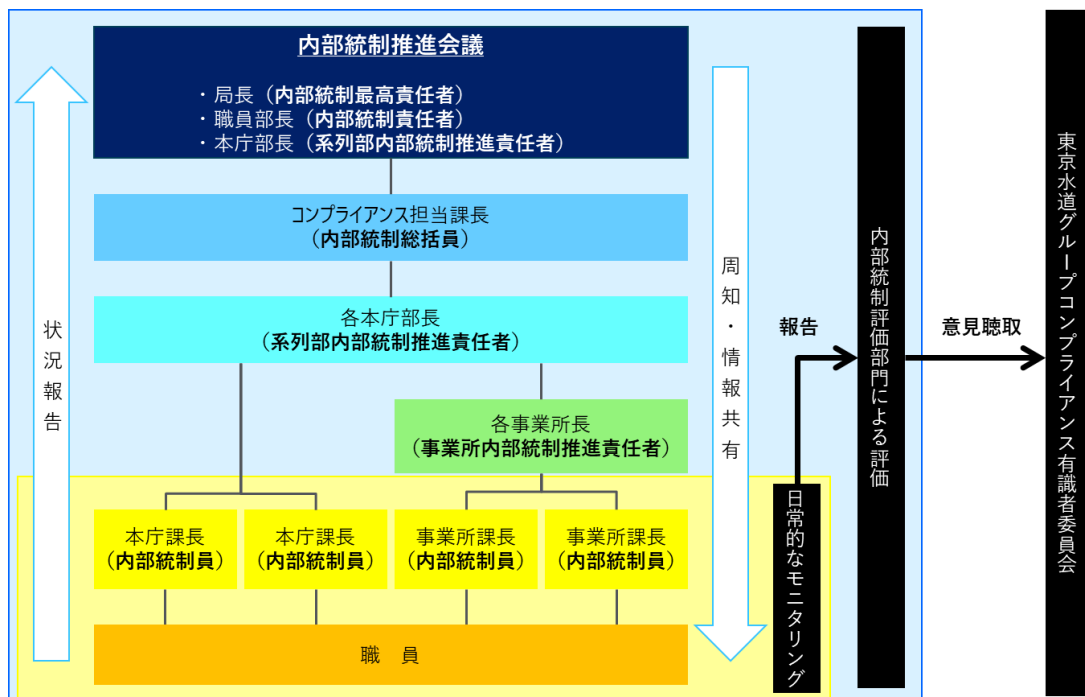 内部統制推進会議
・局長（内部統制最高責任者）
・職員部長（内部統制責任者）
・本庁部長（系列部内部統制推進責任者）
コンプライアンス担当課長
（内部統制総括員）
各本庁部長
（系列部内部統制推進責任者）
各事業所長
（事業所内部統制推進責任者）
本庁課長
（内部統制員）
本庁課長
（内部統制員）
事業所課長
（内部統制員）
事業所課長
（内部統制員）
職　員
状況報告
周知・情報共有
日常的なモニタリング
報告
内部統制評価部門による評価
意見聴取
東京水道グループコンプライアンス有識者委員会